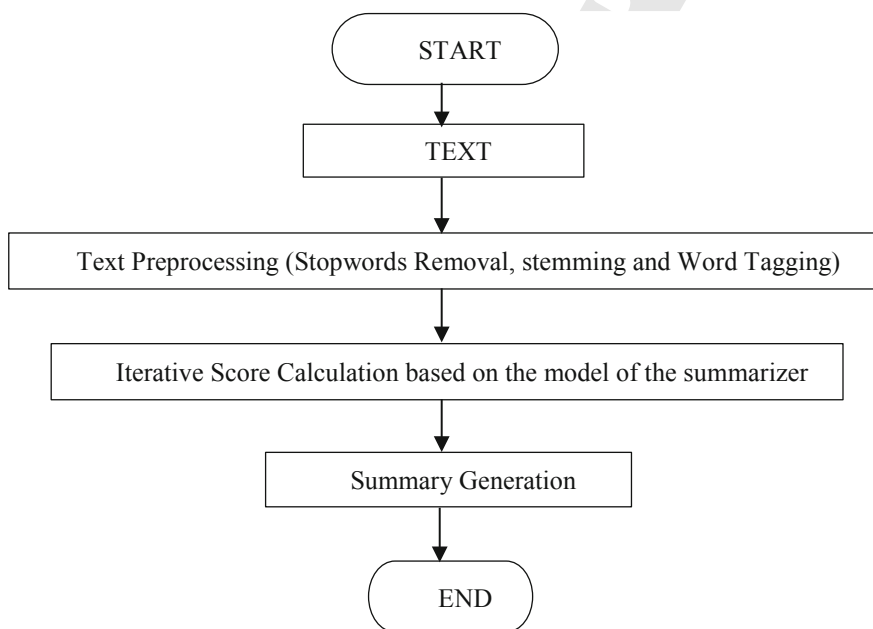 START
TEXT
Text Preprocessing (Stopwords Removal, stemming and Word Tagging)
Iterative Score Calculation based on the model of the summarizer
Summary Generation
END